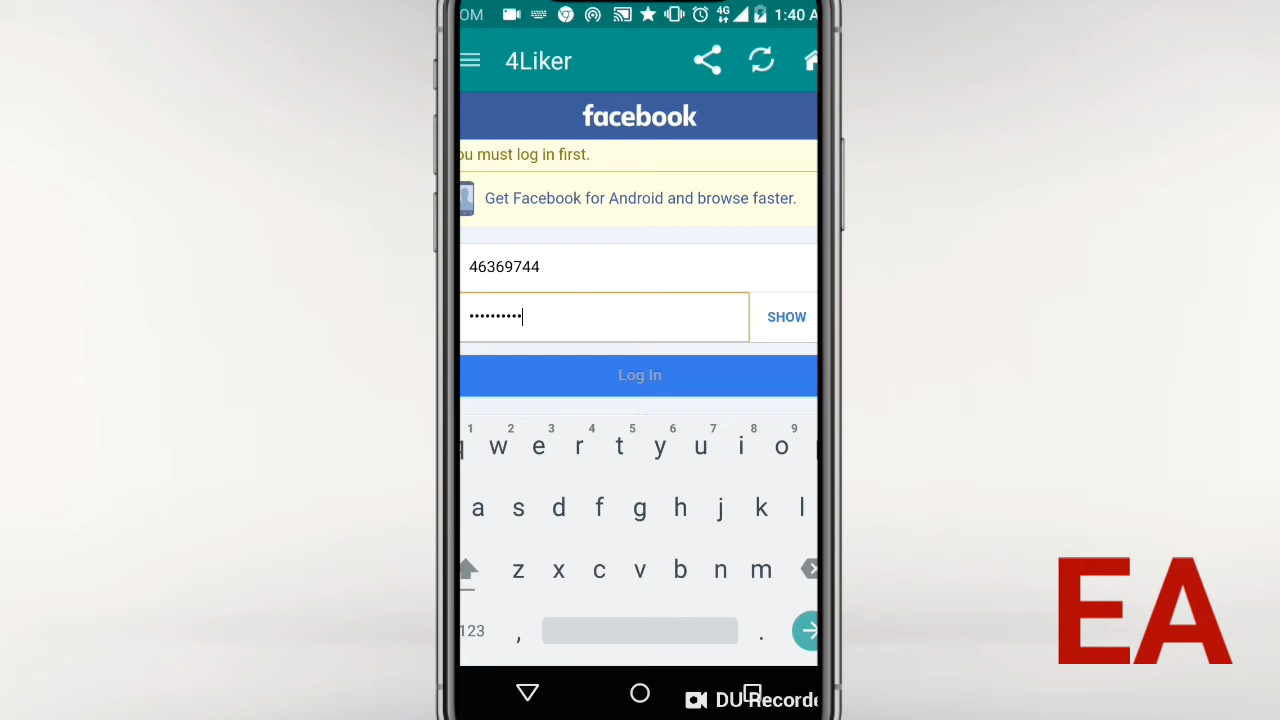 OM 4G 1:40 A
4Liker
facebook
ou must log in first.
Get Facebook for Android and browse faster.
46369744
•••••••••• SHOW
Log In
1 2 3 4 5 6 7 8 9
q w e r t y u i o p
a s d f g h j k l
z x c v b n m
123 , .
DU Recorde
EA